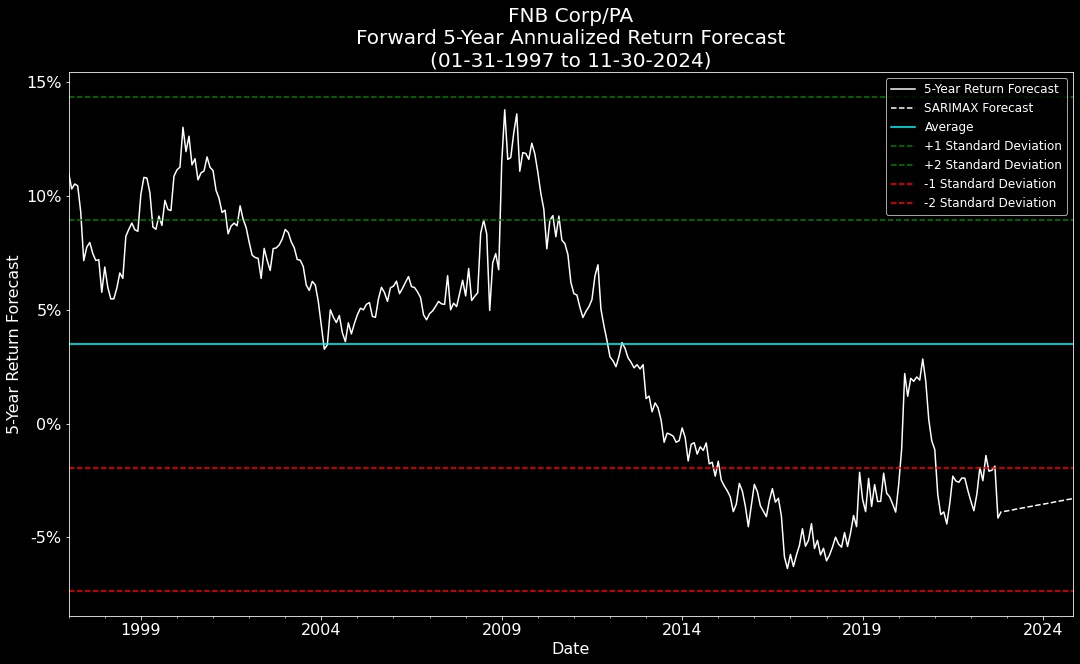 FNB Corp/PA
Forward 5-Year Annualized Return Forecast
(01-31-1997 to 11-30-2024)
15%
10%
5%
0%
-5%
5-Year Return Forecast
5-Year Return Forecast
SARIMAX Forecast
Average
+1 Standard Deviation
+2 Standard Deviation
-1 Standard Deviation
-2 Standard Deviation
1999 2004 2009 2014 2019 2024
Date